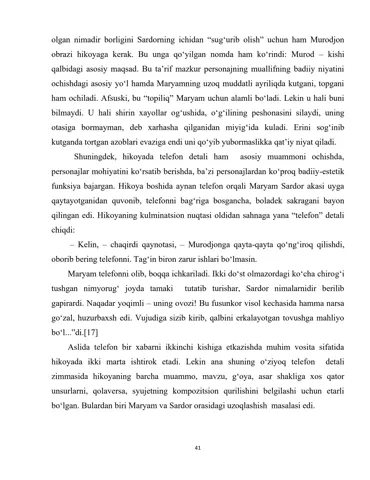 olgan nimadir borligini Sardorning ichidan “sug‘urib olish” uchun ham Murodjon
obrazi hikoyaga kerak. Bu unga qo‘yilgan nomda ham ko‘rindi: Murod – kishi
qalbidagi asosiy maqsad. Bu ta’rif mazkur personajning muallifning badiiy niyatini
ochishdagi asosiy yo‘l hamda Maryamning uzoq muddatli ayriliqda kutgani, topgani
ham ochiladi. Afsuski, bu “topiliq” Maryam uchun alamli bo‘ladi. Lekin u hali buni
bilmaydi. U hali shirin xayollar og‘ushida, o‘g‘ilining peshonasini silaydi, uning
otasiga bormayman, deb xarhasha qilganidan miyig‘ida kuladi. Erini sog‘inib
kutganda tortgan azoblari evaziga endi uni qo‘yib yubormaslikka qat’iy niyat qiladi.
Shuningdek, hikoyada telefon detali ham asosiy muammoni ochishda,
personajlar mohiyatini ko‘rsatib berishda, ba’zi personajlardan ko‘proq badiiy-estetik
funksiya bajargan. Hikoya boshida aynan telefon orqali Maryam Sardor akasi uyga
qaytayotganidan quvonib, telefonni bag‘riga bosgancha, boladek sakragani bayon
qilingan edi. Hikoyaning kulminatsion nuqtasi oldidan sahnaga yana “telefon” detali
chiqdi:
– Kelin, – chaqirdi qaynotasi, – Murodjonga qayta-qayta qo‘ng‘iroq qilishdi,
oborib bering telefonni. Tag‘in biron zarur ishlari bo‘lmasin.
Maryam telefonni olib, boqqa ichkariladi. Ikki do‘st olmazordagi ko‘cha chirog‘i
tushgan nimyorug‘ joyda tamaki tutatib turishar, Sardor nimalarnidir berilib
gapirardi. Naqadar yoqimli – uning ovozi! Bu fusunkor visol kechasida hamma narsa
go‘zal, huzurbaxsh edi. Vujudiga sizib kirib, qalbini erkalayotgan tovushga mahliyo
bo‘l...”di.[17]
Aslida telefon bir xabarni ikkinchi kishiga etkazishda muhim vosita sifatida
hikoyada ikki marta ishtirok etadi. Lekin ana shuning o‘ziyoq telefon detali
zimmasida hikoyaning barcha muammo, mavzu, g‘oya, asar shakliga xos qator
unsurlarni, qolaversa, syujetning kompozitsion qurilishini belgilashi uchun etarli
bo‘lgan. Bulardan biri Maryam va Sardor orasidagi uzoqlashish masalasi edi.
41